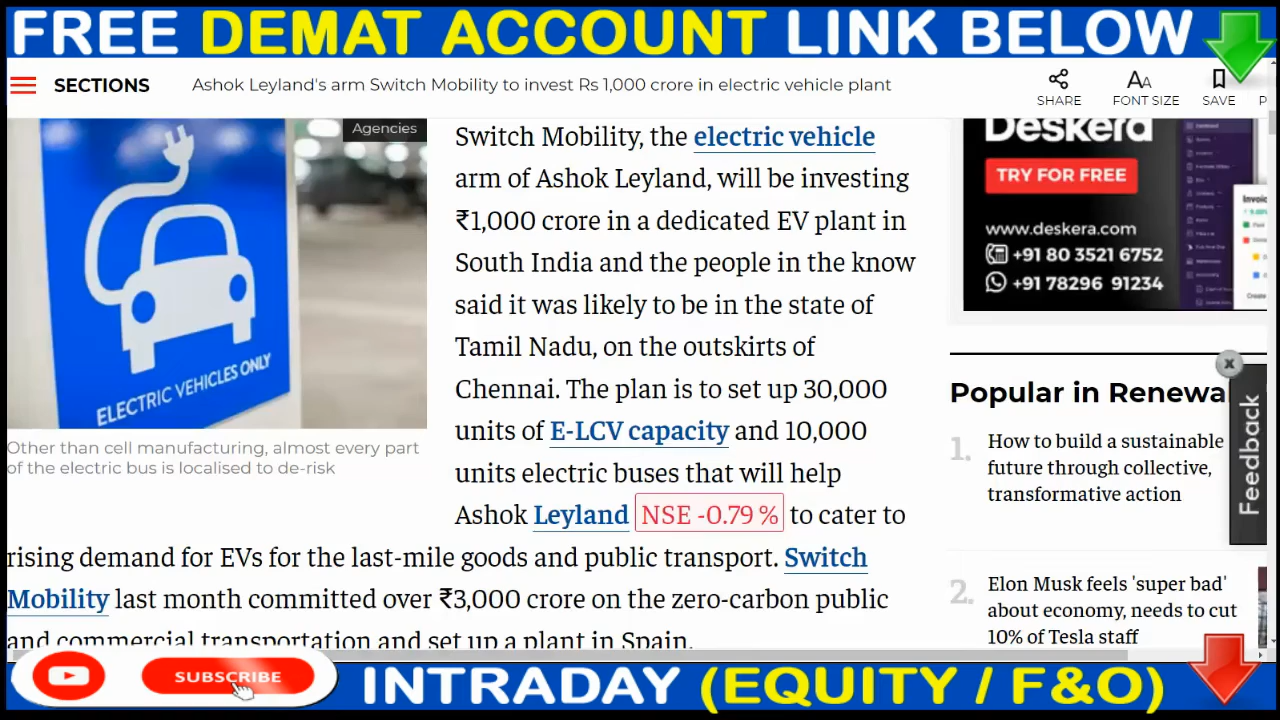 FREE DEMAT ACCOUNT LINK BELOW
SECTIONS
Ashok Leyland's arm Switch Mobility to invest Rs 1,000 crore in electric vehicle plant
SHARE
FONT SIZE
SAVE
P
Agencies
ELECTRIC VEHICLES ONLY
Other than cell manufacturing, almost every part
of the electric bus is localised to de-risk
Switch Mobility, the electric vehicle
arm of Ashok Leyland, will be investing
₹1,000 crore in a dedicated EV plant in
South India and the people in the know
said it was likely to be in the state of
Tamil Nadu, on the outskirts of
Chennai. The plan is to set up 30,000
units of E-LCV capacity and 10,000
units electric buses that will help
Ashok Leyland NSE -0.79 % to cater to
rising demand for EVs for the last-mile goods and public transport. Switch
Mobility last month committed over ₹3,000 crore on the zero-carbon public
and commercial transportation and set up a plant in Spain.
Deskera
TRY FOR FREE
www.deskera.com
+91 80 3521 6752
+91 78296 91234
Popular in Renewa
Feedback
1. How to build a sustainable
future through collective,
transformative action
2. Elon Musk feels 'super bad'
about economy, needs to cut
10% of Tesla staff
SUBSCRIBE
INTRADAY (EQUITY / F&O)